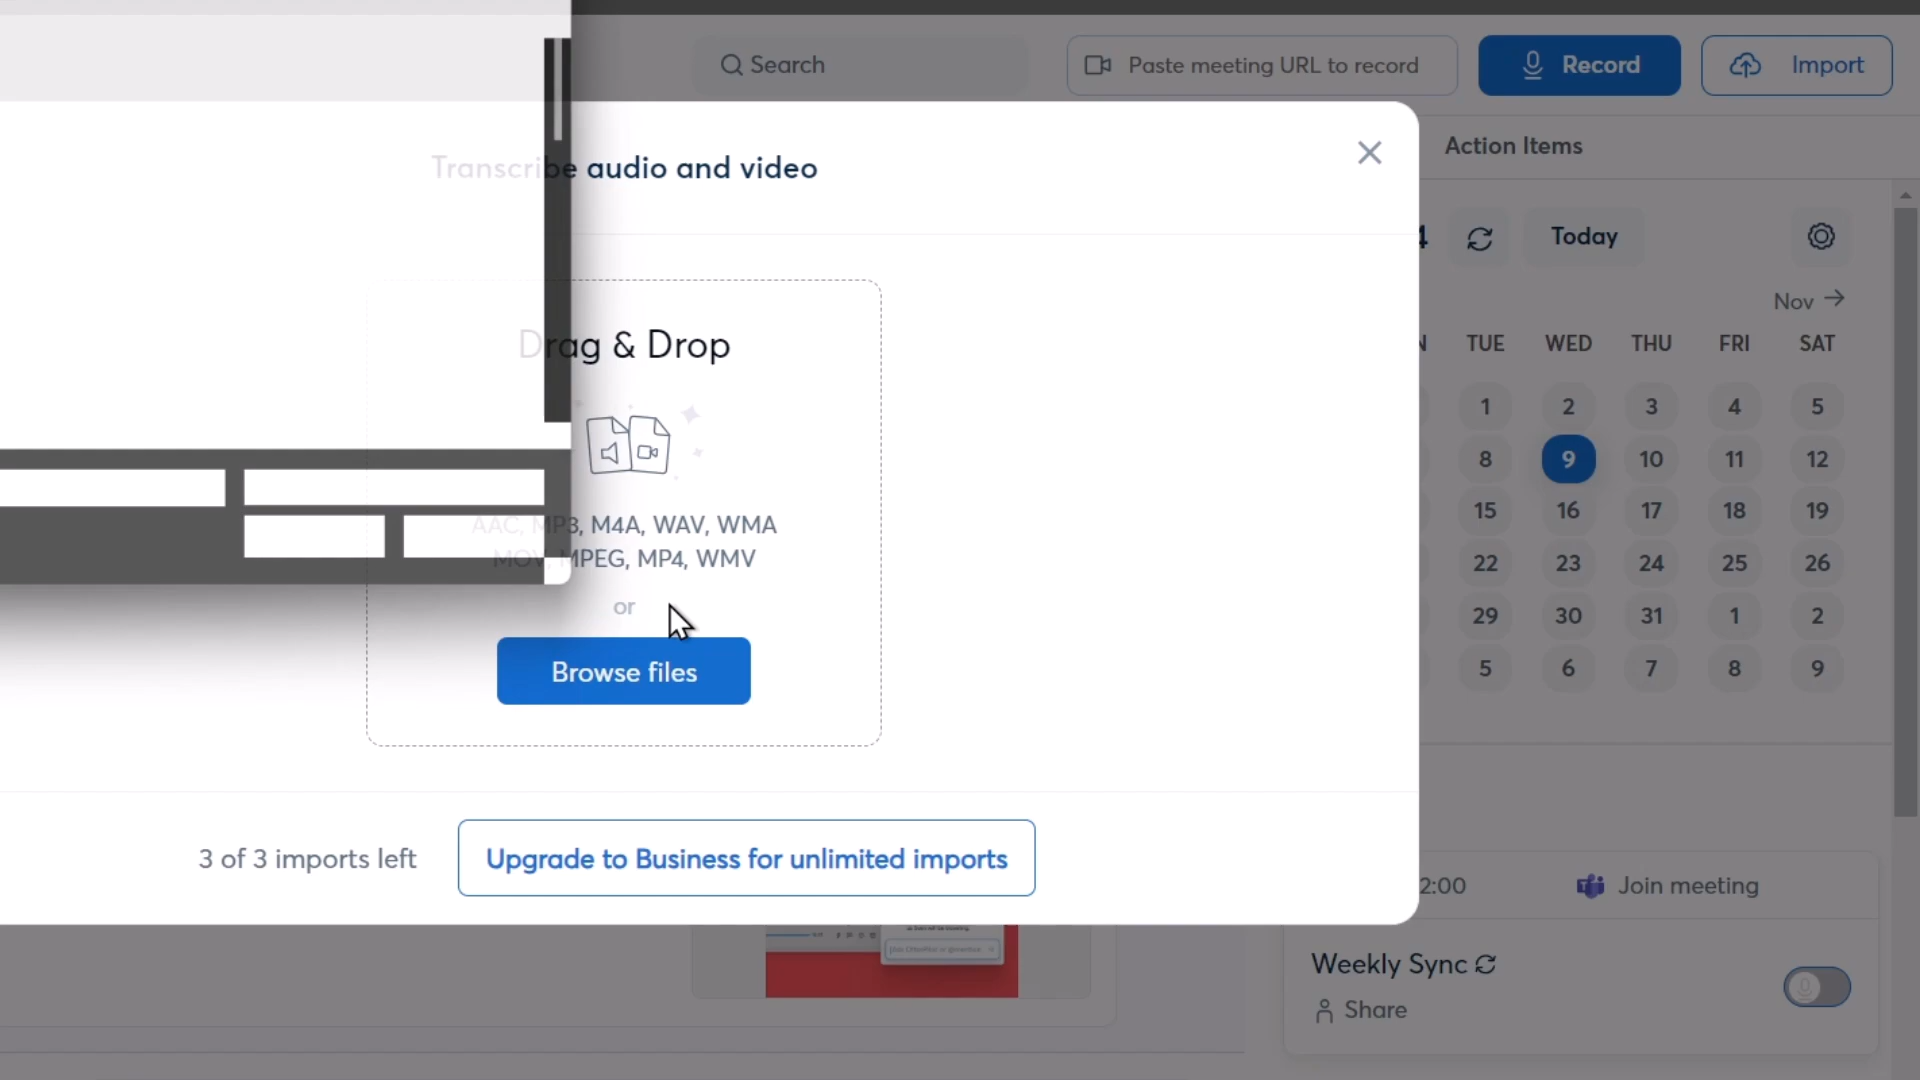 Search
Paste meeting URL to record
Record
Import
Transcribe audio and video
Action Items
Today
Nov
TUE WED THU FRI SAT
1 2 3 4 5
8 9 10 11 12
15 16 17 18 19
22 23 24 25 26
29 30 31 1 2
5 6 7 8 9
Drag & Drop
AAC, MP3, M4A, WAV, WMA
MOV, MPEG, MP4, WMV
or
Browse files
3 of 3 imports left
Upgrade to Business for unlimited imports
2:00
Join meeting
Weekly Sync
Share